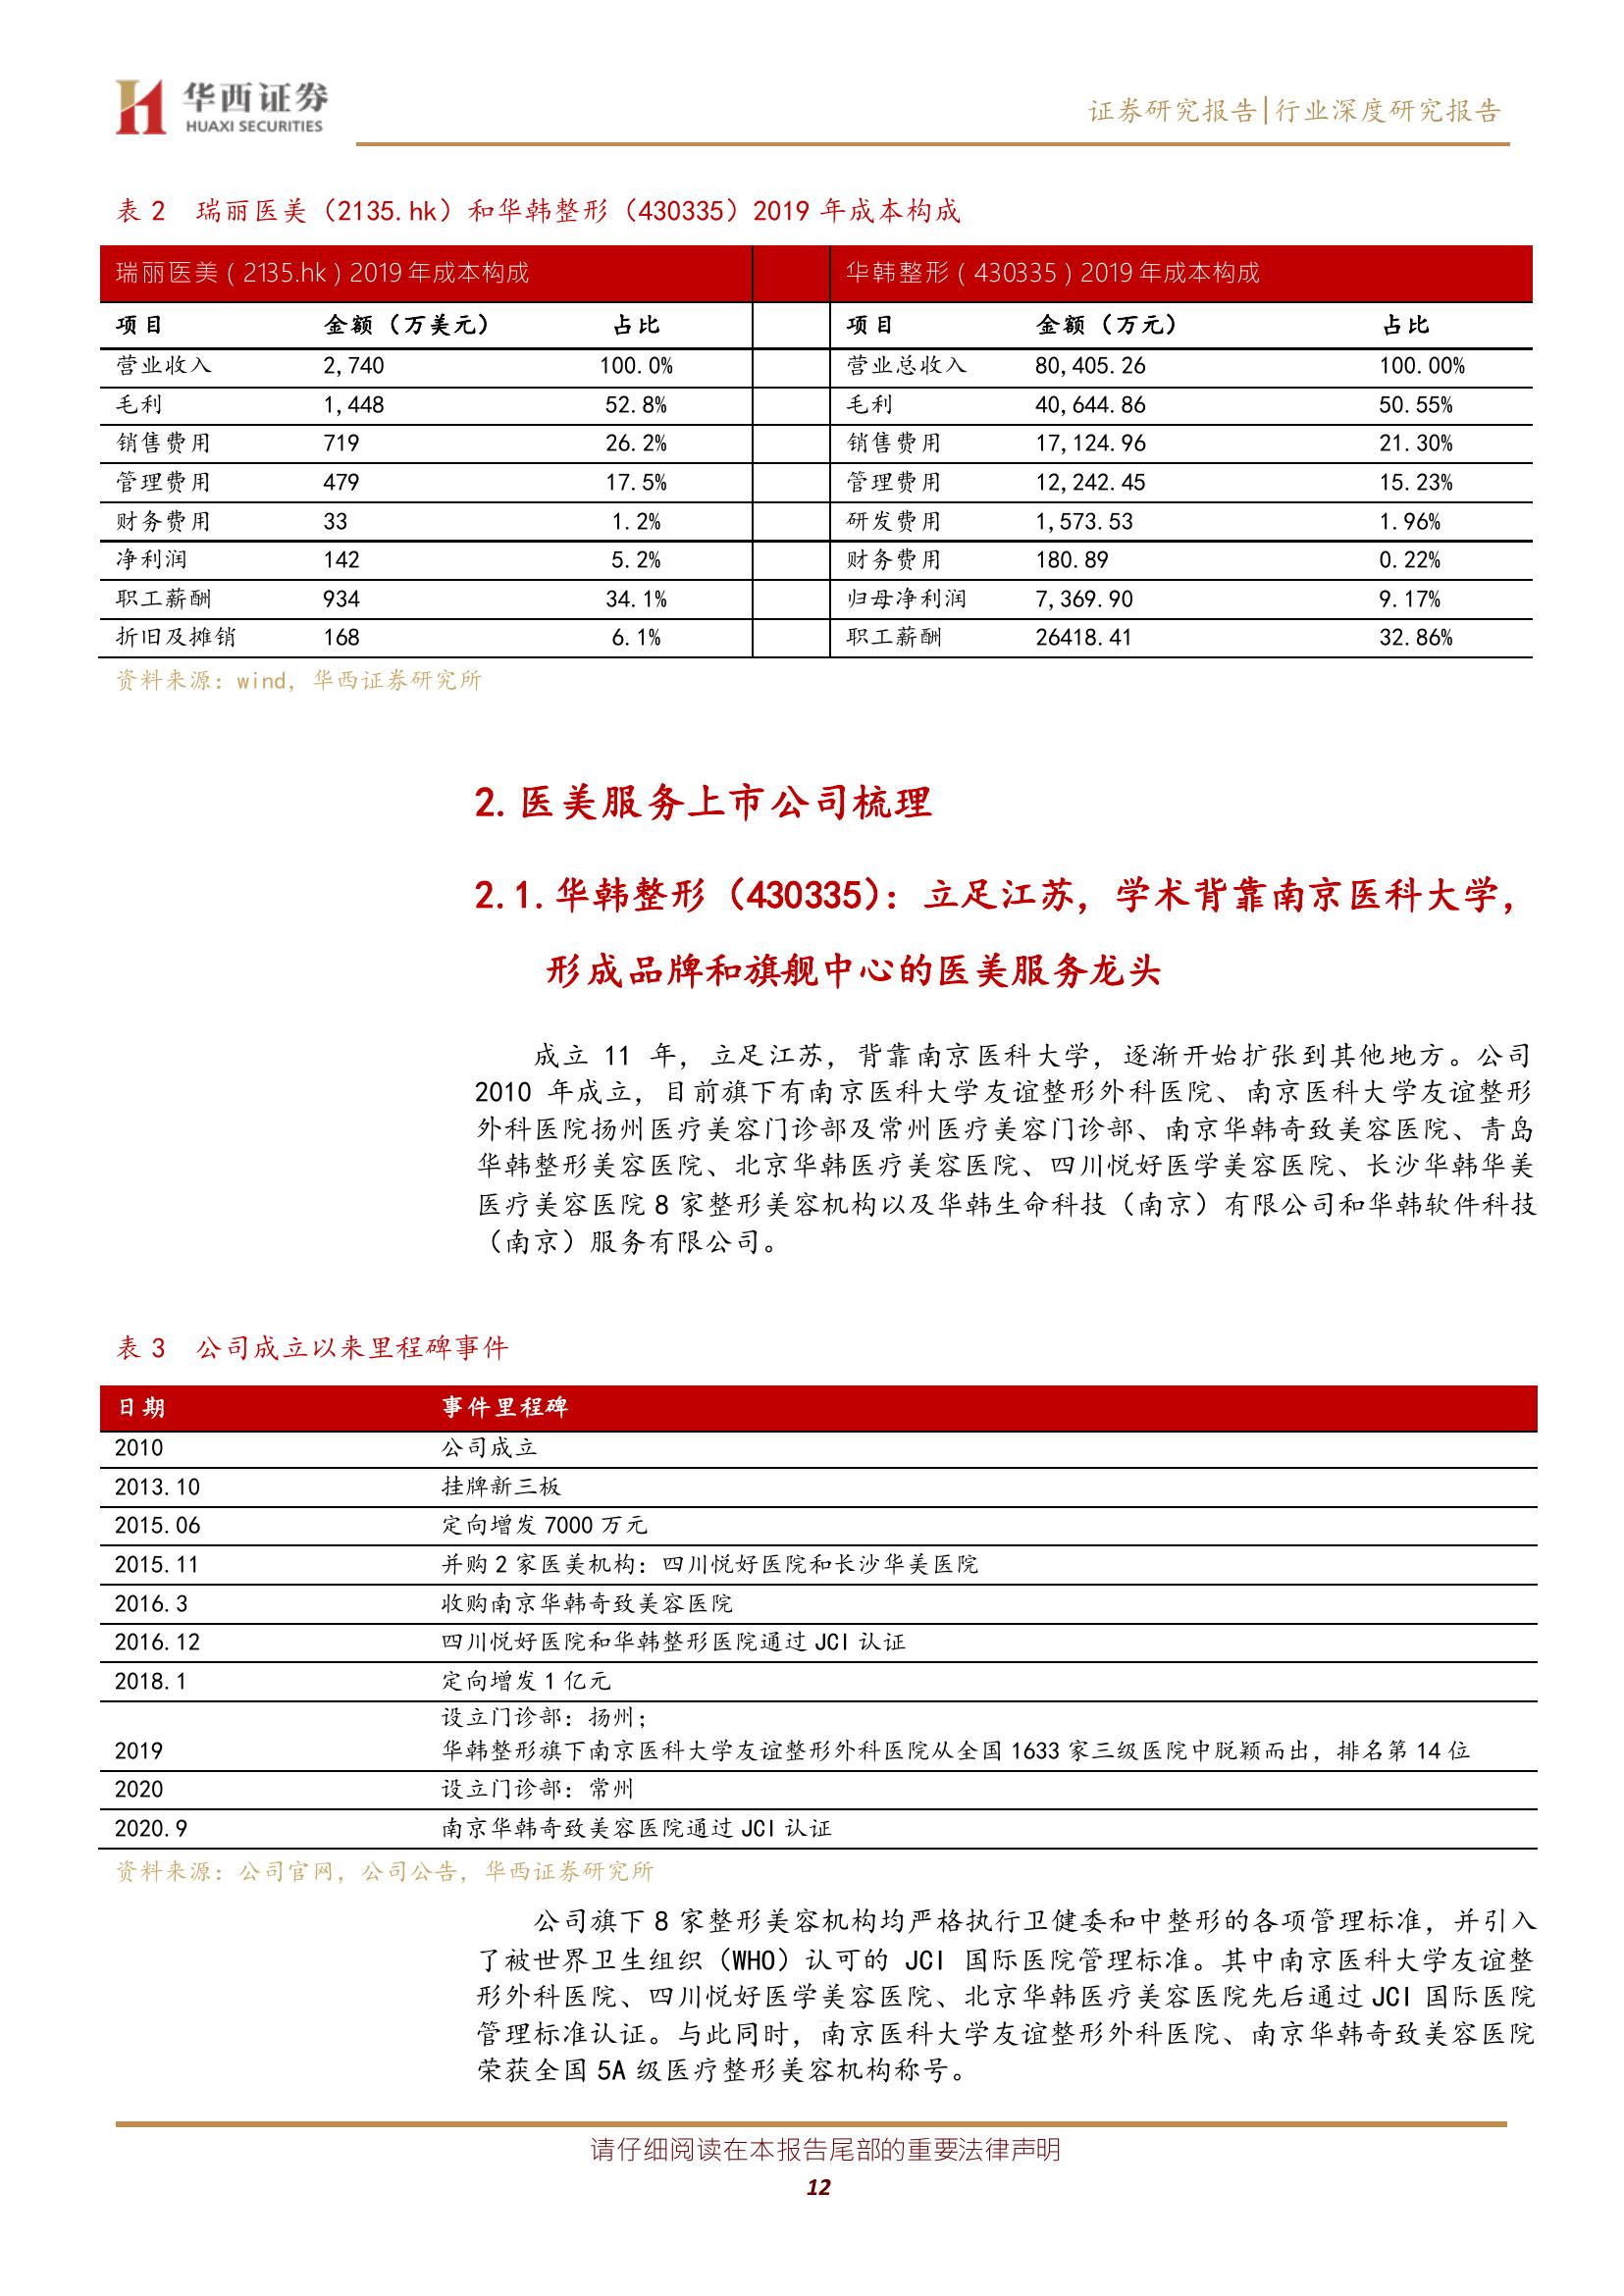 华西证券
HUAXI SECURITIES
证券研究报告|行业深度研究报告
表 2 瑞丽医美（2135.hk）和华韩整形（430335）2019 年成本构成
瑞丽医美（2135.hk）2019 年成本构成 华韩整形（430335）2019 年成本构成
项目 金额（万美元） 占比 项目 金额（万元） 占比
营业收入 2,740 100.0% 营业总收入 80,405.26 100.00%
毛利 1,448 52.8% 毛利 40,644.86 50.55%
销售费用 719 26.2% 销售费用 17,124.96 21.30%
管理费用 479 17.5% 管理费用 12,242.45 15.23%
财务费用 33 1.2% 研发费用 1,573.53 1.96%
净利润 142 5.2% 财务费用 180.89 0.22%
职工薪酬 934 34.1% 归母净利润 7,369.90 9.17%
折旧及摊销 168 6.1% 职工薪酬 26418.41 32.86%
资料来源：wind，华西证券研究所
2.医美服务上市公司梳理
2.1.华韩整形（430335）：立足江苏，学术背靠南京医科大学，
形成品牌和旗舰中心的医美服务龙头
成立 11 年，立足江苏，背靠南京医科大学，逐渐开始扩张到其他地方。公司
2010 年成立，目前旗下有南京医科大学友谊整形外科医院、南京医科大学友谊整形
外科医院扬州医疗美容门诊部及常州医疗美容门诊部、南京华韩奇致美容医院、青岛
华韩整形美容医院、北京华韩医疗美容医院、四川悦好医学美容医院、长沙华韩华美
医疗美容医院 8 家整形美容机构以及华韩生命科技（南京）有限公司和华韩软件科技
（南京）服务有限公司。
表 3 公司成立以来里程碑事件
日期 事件里程碑
2010 公司成立
2013.10 挂牌新三板
2015.06 定向增发 7000 万元
2015.11 并购 2 家医美机构：四川悦好医院和长沙华美医院
2016.3 收购南京华韩奇致美容医院
2016.12 四川悦好医院和华韩整形医院通过 JCI 认证
2018.1 定向增发 1 亿元
设立门诊部：扬州；
2019 华韩整形旗下南京医科大学友谊整形外科医院从全国 1633 家三级医院中脱颖而出，排名第 14 位
2020 设立门诊部：常州
2020.9 南京华韩奇致美容医院通过 JCI 认证
资料来源：公司官网，公司公告，华西证券研究所
公司旗下 8 家整形美容机构均严格执行卫健委和中整形的各项管理标准，并引入
了被世界卫生组织（WHO）认可的 JCI 国际医院管理标准。其中南京医科大学友谊整
形外科医院、四川悦好医学美容医院、北京华韩医疗美容医院先后通过 JCI 国际医院
管理标准认证。与此同时，南京医科大学友谊整形外科医院、南京华韩奇致美容医院
荣获全国 5A 级医疗整形美容机构称号。
请仔细阅读在本报告尾部的重要法律声明
12